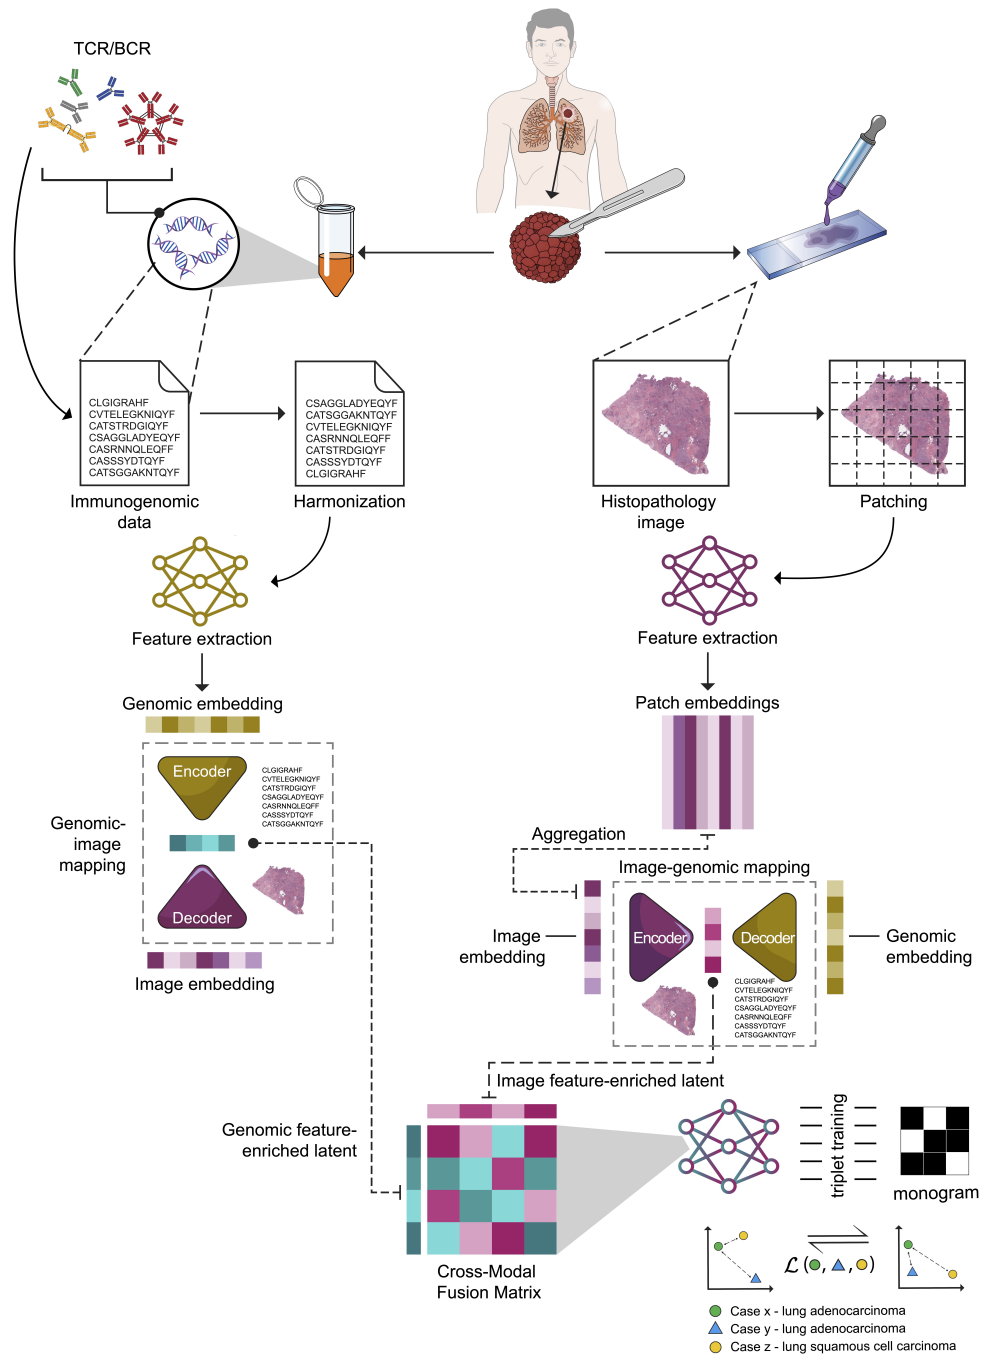 TCR/BCR
CLGIGRAHF
CVTELEGKNIQYF
CATSTRDGIQYF
CSAGGLADYEQYF
CASRNNQLEQFF
CASSSYDTQYF
CATSGGAKNTQYF
Immunogenomic
data
CSAGGLADYEQYF
CATSGGAKNTQYF
CVTELEGKNIQYF
CASRNNQLEQFF
CATSTRDGIQYF
CASSSYDTQYF
CLGIGRAHF
Harmonization
Histopathology
image
Patching
Feature extraction
Feature extraction
Genomic embedding
Patch embeddings
Encoder
CLGIGRAHF
CVTELEGKNIQYF
CATSTRDGIQYF
CSAGGLADYEQYF
CASRNNQLEQFF
CASSSYDTQYF
CATSGGAKNTQYF
Genomic-
image
mapping
Decoder
Image embedding
Aggregation
Image-genomic mapping
Image
embedding
Encoder
Decoder
Genomic
embedding
CLGIGRAHF
CVTELEGKNIQYF
CATSTRDGIQYF
CSAGGLADYEQYF
CASRNNQLEQFF
CASSSYDTQYF
CATSGGAKNTQYF
Image feature-enriched latent
Genomic feature-
enriched latent
Cross-Modal
Fusion Matrix
triplet training
monogram
ℒ ( , , )
Case x - lung adenocarcinoma
Case y - lung adenocarcinoma
Case z - lung squamous cell carcinoma